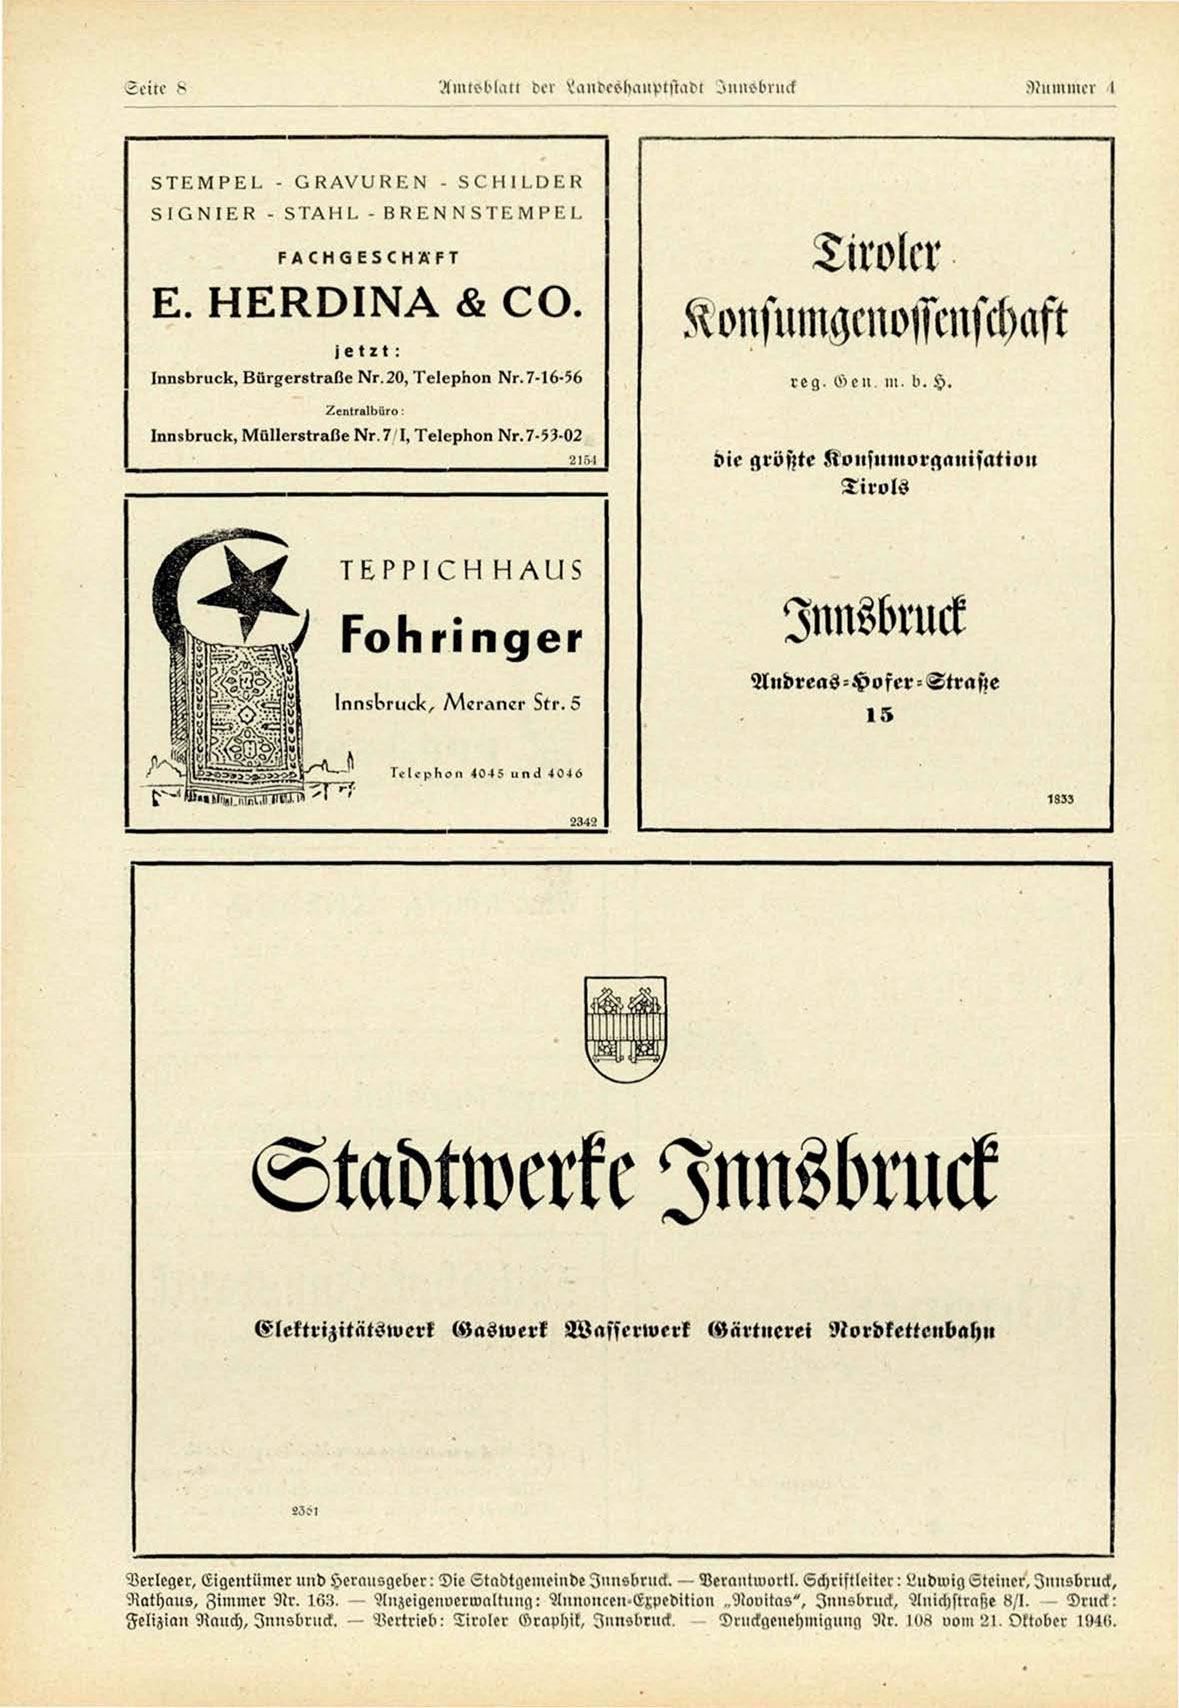 Seite 8
Amtsblatt der Landeshauptstadt Innsbruck
Nummer 4
STEMPEL - GRAVUREN - SCHILDER
SIGNIER - STAHL - BRENNSTEMPEL
FACHGESCHÄFT
E. HERDINA & CO.
jetzt:
Innsbruck, Bürgerstraße Nr. 20, Telephon Nr. 7-16-56
Zentralbüro:
Innsbruck, Müllerstraße Nr. 7/I, Telephon Nr. 7-53-02
2154
TEPPICHHAUS
Fohringer
Innsbruck, Meraner Str. 5
Telephon 4045 und 4046
2342
Tiroler
Konsumgenossenschaft
reg. Gen. m. b. H.
die größte Konsumorganisation
Tirols
Innsbruck
Andreas-Hofer-Straße
15
1833
Stadtwerke Innsbruck
Elektrizitätswerk Gaswerk Wasserwerk Gärtnerei Nordkettenbahn
Verleger, Eigentümer und Herausgeber: Die Stadtgemeinde Innsbruck. — Verantwortl. Schriftleiter: Ludwig Steiner, Innsbruck,
Rathaus, Zimmer Nr. 163. — Anzeigenverwaltung: Annoncen-Expedition „Novitas“, Innsbruck, Anichstraße 8/I. — Druck:
Felizian Rauch, Innsbruck. — Vertrieb: Tiroler Graphik, Innsbruck. — Druckgenehmigung Nr. 108 vom 21. Oktober 1946.